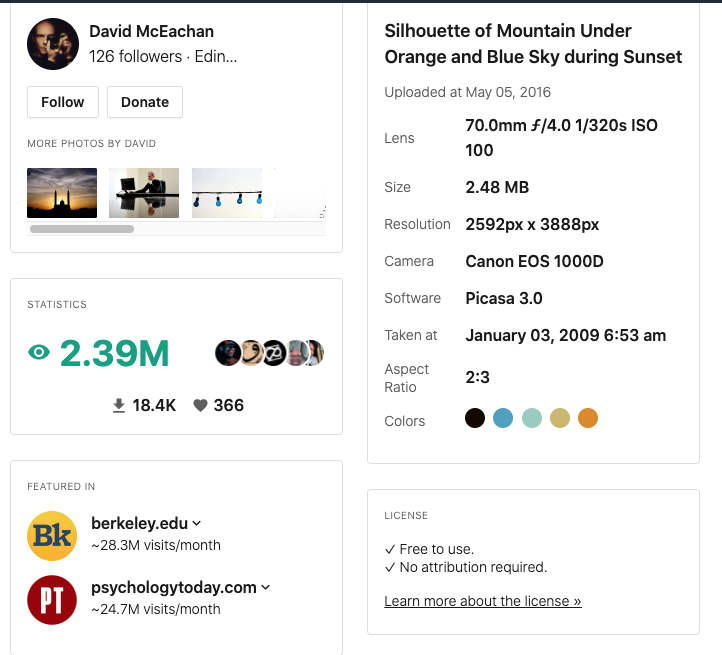 David McEachan
126 followers · Edin...
Follow
Donate
MORE PHOTOS BY DAVID
STATISTICS
2.39M
18.4K
366
FEATURED IN
Bk
berkeley.edu
~28.3M visits/month
PT
psychologytoday.com
~24.7M visits/month
Silhouette of Mountain Under
Orange and Blue Sky during Sunset
Uploaded at May 05, 2016
Lens
70.0mm ƒ/4.0 1/320s ISO
100
Size
2.48 MB
Resolution
2592px x 3888px
Camera
Canon EOS 1000D
Software
Picasa 3.0
Taken at
January 03, 2009 6:53 am
Aspect
Ratio
2:3
Colors
LICENSE
✓ Free to use.
✓ No attribution required.
Learn more about the license »